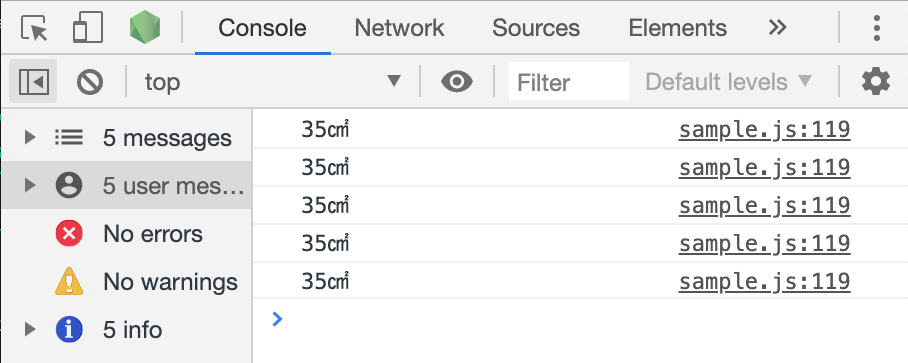 Console Network Sources Elements
top Filter Default levels
5 messages
5 user mes…
No errors
No warnings
5 info
35㎠ sample.js:119
35㎠ sample.js:119
35㎠ sample.js:119
35㎠ sample.js:119
35㎠ sample.js:119